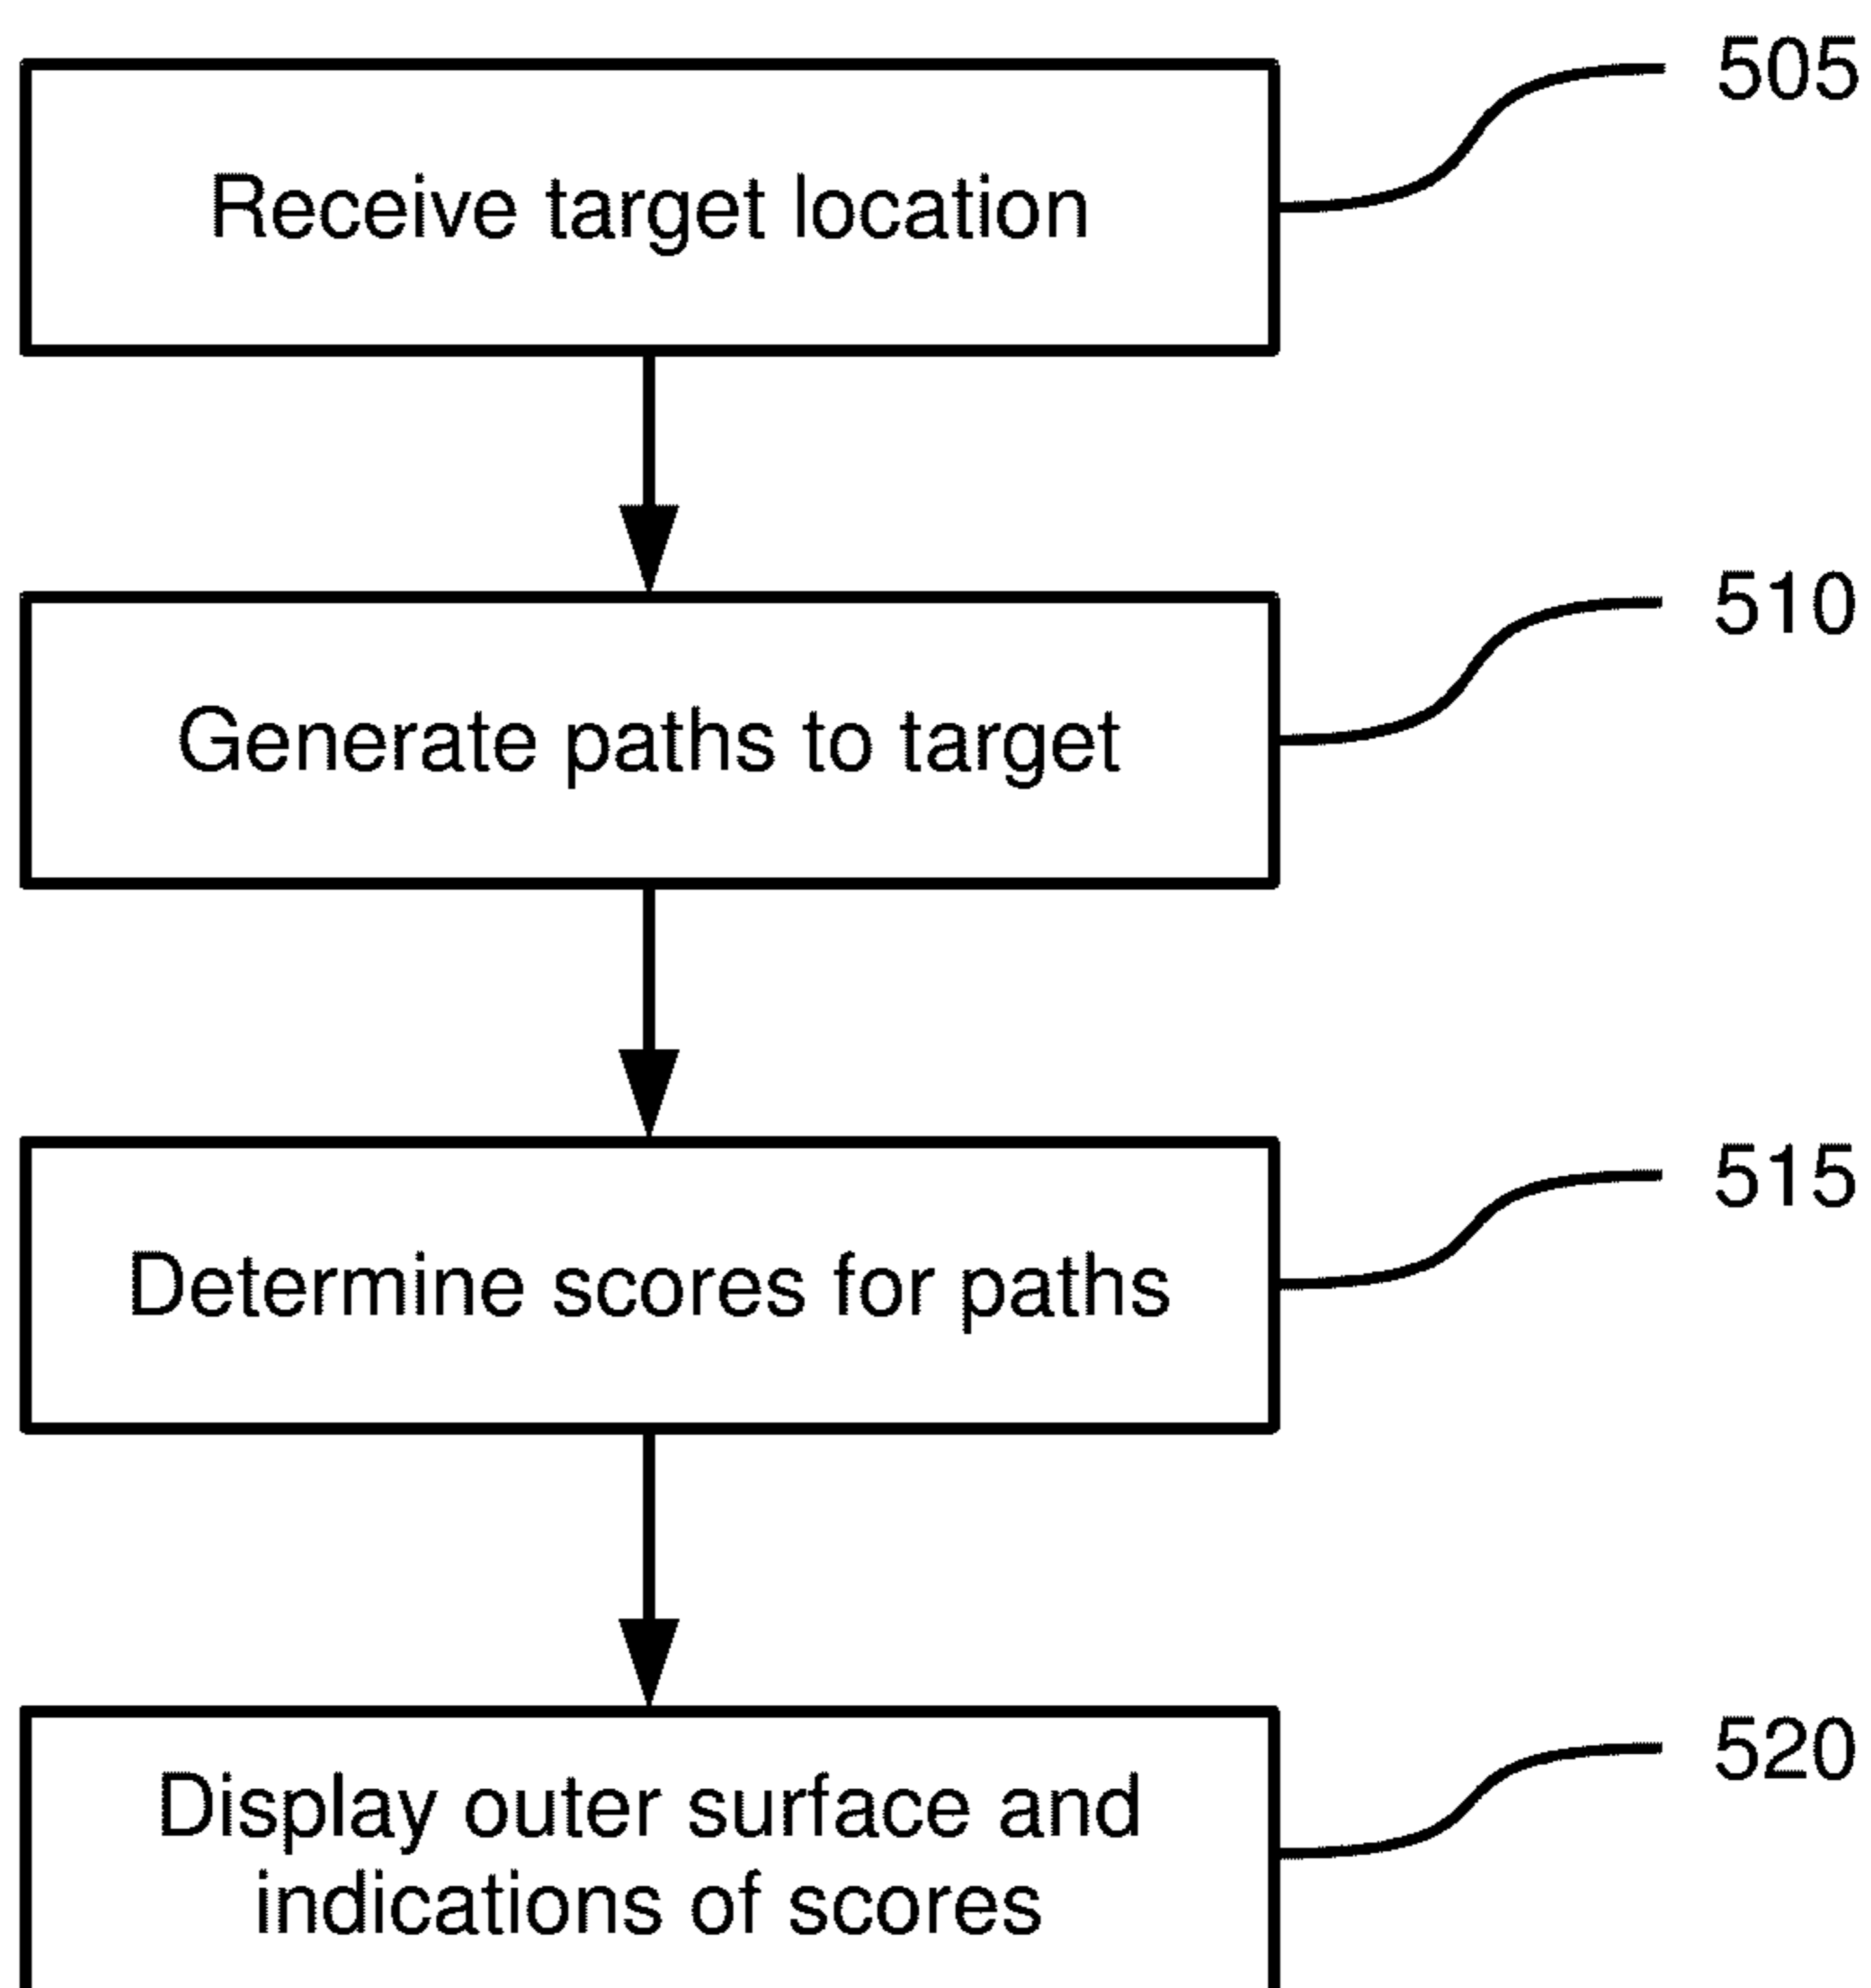 505
Receive target location
510
Generate paths to target
515
Determine scores for paths
520
Display outer surface and
indications of scores